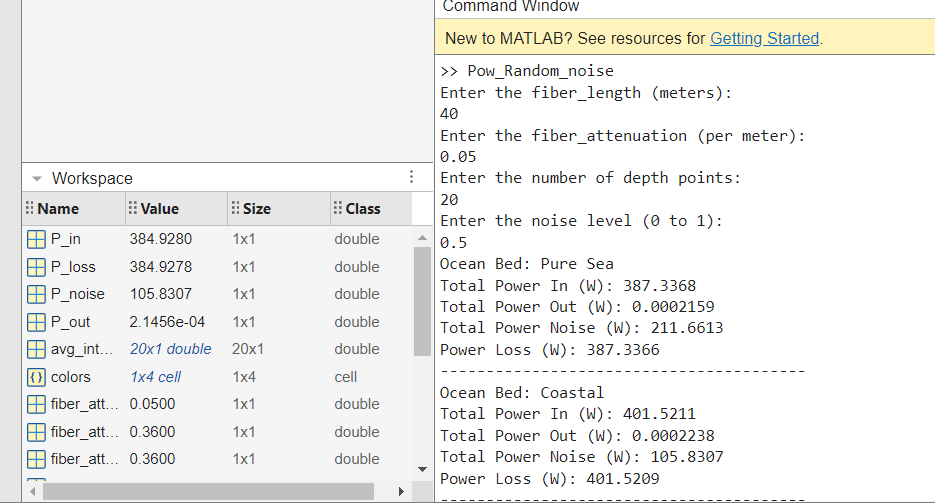 Command Window
New to MATLAB? See resources for Getting Started.
>> Pow_Random_noise
Enter the fiber_length (meters):
40
Enter the fiber_attenuation (per meter):
0.05
Enter the number of depth points:
20
Enter the noise level (0 to 1):
0.5
Ocean Bed: Pure Sea
Total Power In (W): 387.3368
Total Power Out (W): 0.0002159
Total Power Noise (W): 211.6613
Power Loss (W): 387.3366
----------------------------------------
Ocean Bed: Coastal
Total Power In (W): 401.5211
Total Power Out (W): 0.0002238
Total Power Noise (W): 105.8307
Power Loss (W): 401.5209
----------------------------------------
Workspace
Name Value Size Class
P_in 384.9280 1x1 double
P_loss 384.9278 1x1 double
P_noise 105.8307 1x1 double
P_out 2.1456e-04 1x1 double
avg_int... 20x1 double 20x1 double
colors 1x4 cell 1x4 cell
fiber_att... 0.0500 1x1 double
fiber_att... 0.3600 1x1 double
fiber_att... 0.3600 1x1 double